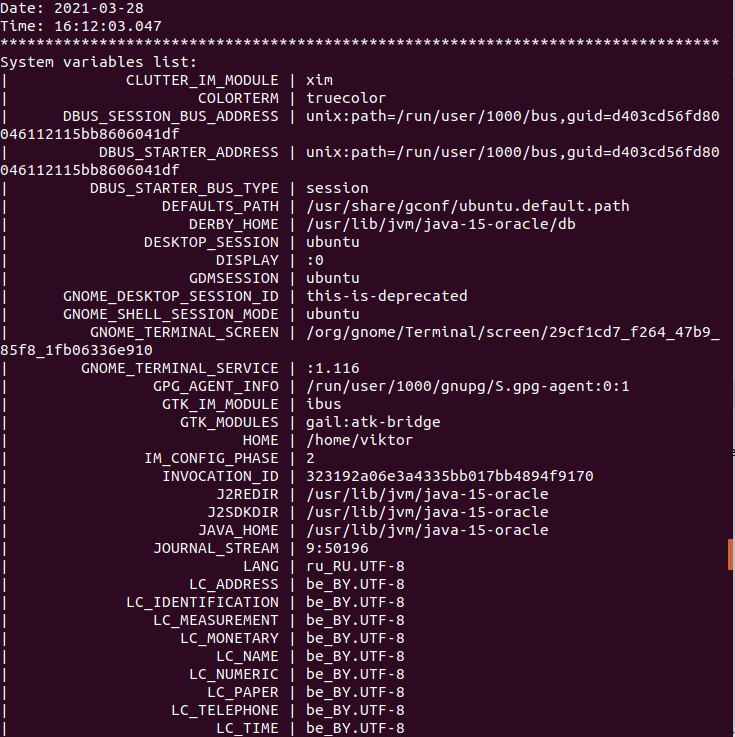 Date: 2021-03-28
Time: 16:12:03.047
********************************************************************************
System variables list:
|             CLUTTER_IM_MODULE | xim
|                     COLORTERM | truecolor
|      DBUS_SESSION_BUS_ADDRESS | unix:path=/run/user/1000/bus,guid=d403cd56fd80
046112115bb8606041df
|          DBUS_STARTER_ADDRESS | unix:path=/run/user/1000/bus,guid=d403cd56fd80
046112115bb8606041df
|         DBUS_STARTER_BUS_TYPE | session
|                 DEFAULTS_PATH | /usr/share/gconf/ubuntu.default.path
|                    DERBY_HOME | /usr/lib/jvm/java-15-oracle/db
|               DESKTOP_SESSION | ubuntu
|                       DISPLAY | :0
|                    GDMSESSION | ubuntu
|      GNOME_DESKTOP_SESSION_ID | this-is-deprecated
|      GNOME_SHELL_SESSION_MODE | ubuntu
|         GNOME_TERMINAL_SCREEN | /org/gnome/Terminal/screen/29cf1cd7_f264_47b9_
85f8_1fb06336e910
|        GNOME_TERMINAL_SERVICE | :1.116
|                GPG_AGENT_INFO | /run/user/1000/gnupg/S.gpg-agent:0:1
|                 GTK_IM_MODULE | ibus
|                   GTK_MODULES | gail:atk-bridge
|                          HOME | /home/viktor
|               IM_CONFIG_PHASE | 2
|                 INVOCATION_ID | 323192a06e3a4335bb017bb4894f9170
|                       J2REDIR | /usr/lib/jvm/java-15-oracle
|                      J2SDKDIR | /usr/lib/jvm/java-15-oracle
|                     JAVA_HOME | /usr/lib/jvm/java-15-oracle
|                JOURNAL_STREAM | 9:50196
|                          LANG | ru_RU.UTF-8
|                    LC_ADDRESS | be_BY.UTF-8
|             LC_IDENTIFICATION | be_BY.UTF-8
|                LC_MEASUREMENT | be_BY.UTF-8
|                   LC_MONETARY | be_BY.UTF-8
|                       LC_NAME | be_BY.UTF-8
|                    LC_NUMERIC | be_BY.UTF-8
|                      LC_PAPER | be_BY.UTF-8
|                  LC_TELEPHONE | be_BY.UTF-8
|                       LC_TIME | be_BY.UTF-8